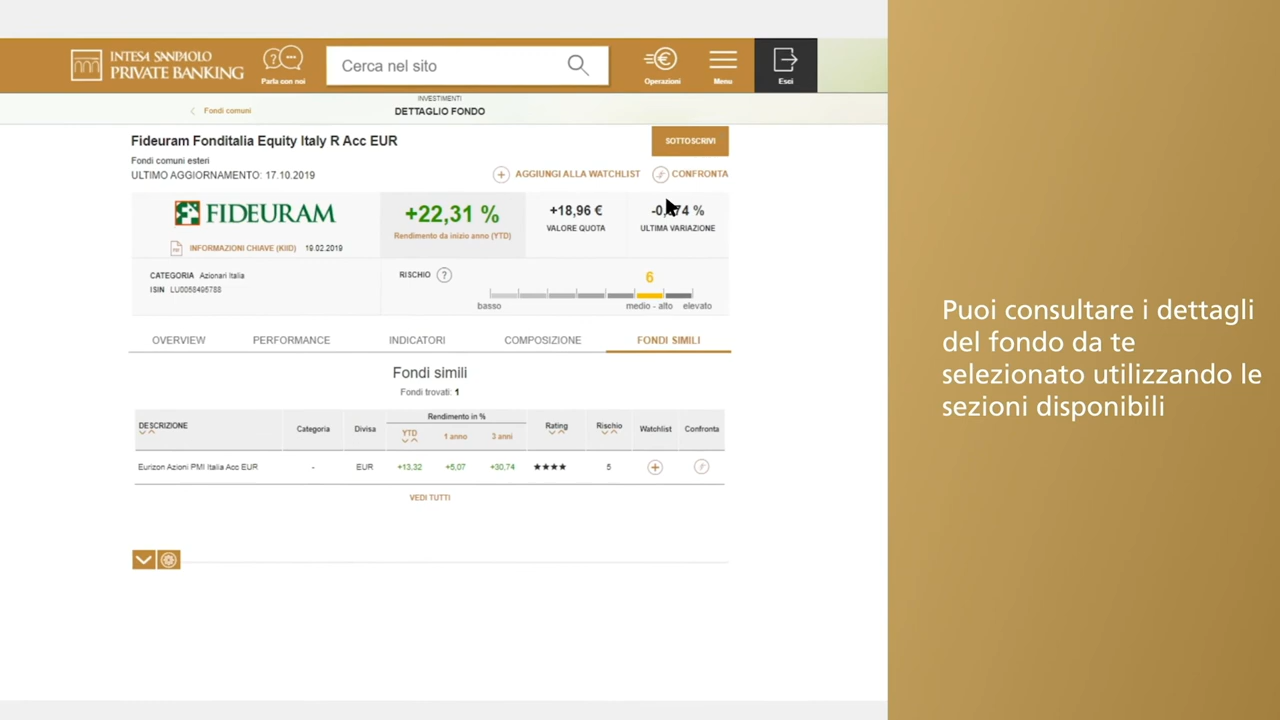 INTESA SANPAOLO
PRIVATE BANKING
Parla con noi
Cerca nel sito
Operazioni
Menu
Esci
Fondi comuni
INVESTIMENTI
DETTAGLIO FONDO
Fideuram Fonditalia Equity Italy R Acc EUR
SOTTOSCRIVI
Fondi comuni esteri
ULTIMO AGGIORNAMENTO: 17.10.2019
AGGIUNGI ALLA WATCHLIST
CONFRONTA
FIDEURAM
INFORMAZIONI CHIAVE (KIID) 19.02.2019
+22,31 %
Rendimento da inizio anno (YTD)
+18,96 €
VALORE QUOTA
ULTIMA VARIAZIONE
CATEGORIA Azionari Italia
ISIN LU0058495788
RISCHIO ?
6
basso medio - alto elevato
OVERVIEW PERFORMANCE INDICATORI COMPOSIZIONE FONDI SIMILI
Fondi simili
Fondi trovati: 1
DESCRIZIONE Categoria Divisa Rendimento in % YTD 1 anno 3 anni Rating Rischio Watchlist Confronta
Eurizon Azioni PMI Italia Acc EUR - EUR +13,32 +5,07 +30,74 ★★★★ 5
VEDI TUTTI
Puoi consultare i dettagli
del fondo da te
selezionato utilizzando le
sezioni disponibili